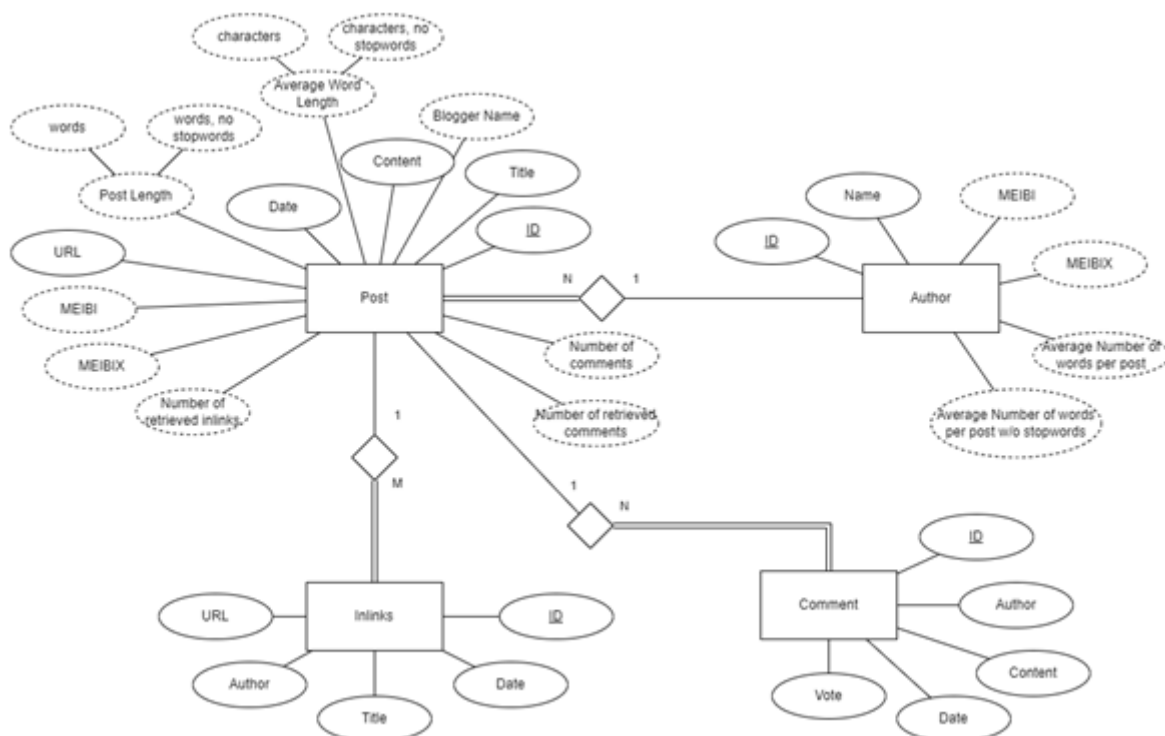 characters
characters, no
stopwords
Average Word
Length
words
words, no
stopwords
Blogger Name
Post Length
Content
Title
Date
ID
URL
MEIBI
MEIBIX
Number of
retrieved inlinks
Post
N
1
Number of
comments
Number of retrieved
comments
Name
MEIBI
ID
MEIBIX
Author
Average Number of
words per post
Average Number of words
per post w/o stopwords
1
M
1
N
URL
Inlinks
ID
Author
Title
Date
Comment
ID
Author
Content
Vote
Date